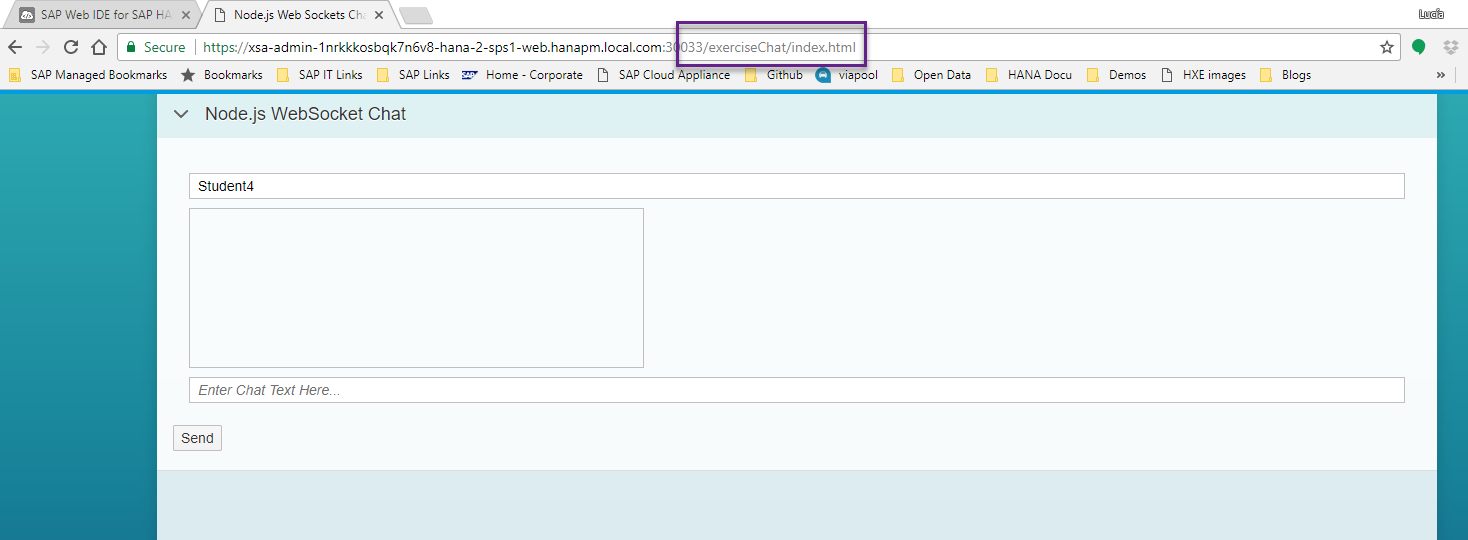 SAP Web IDE for SAP HA
Node.js Web Sockets Cha
Lucía
Secure
https://xsa-admin-1nrkkkosbqk7n6v8-hana-2-sps1-web.hanapm.local.com:30033/exerciseChat/index.html
SAP Managed Bookmarks Bookmarks SAP IT Links SAP Links SAP Home - Corporate SAP Cloud Appliance Github viapool Open Data HANA Docu Demos HXE images Blogs »
Node.js WebSocket Chat
Student4
Enter Chat Text Here...
Send